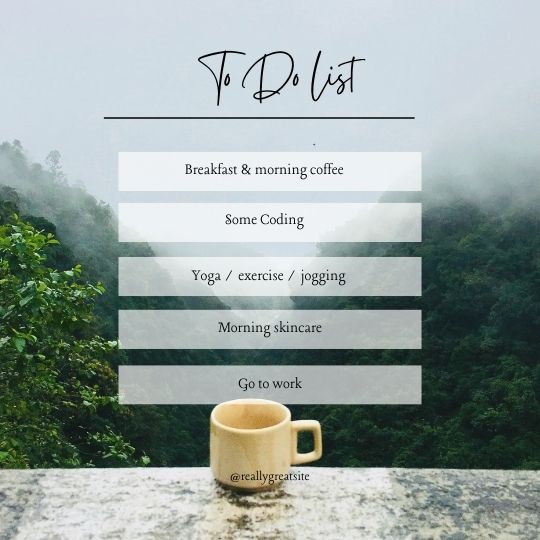 To Do List
Breakfast & morning coffee
Some Coding
Yoga / exercise / jogging
Morning skincare
Go to work
@reallygreatsite